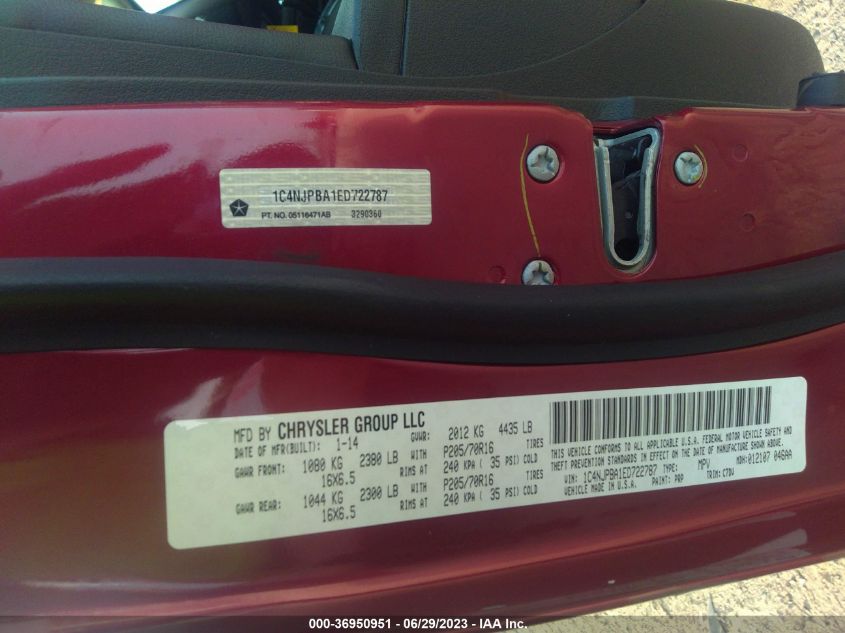 1C4NJPBA1ED722787
PT. NO. 05116471AB 3290360
MFD BY CHRYSLER GROUP LLC
DATE OF MFR(BUILT): 1-14 GVWR: 2012 KG 4435 LB
GAWR FRONT: 1080 KG 2380 LB WITH P205/70R16 TIRES
16X6.5 RIMS AT 240 KPA ( 35 PSI) COLD
GAWR REAR: 1044 KG 2300 LB WITH P205/70R16 TIRES
16X6.5 RIMS AT 240 KPA ( 35 PSI) COLD
THIS VEHICLE CONFORMS TO ALL APPLICABLE U.S.A. FEDERAL MOTOR VEHICLE SAFETY AND
THEFT PREVENTION STANDARDS IN EFFECT ON THE DATE OF MANUFACTURE SHOWN ABOVE.
VIN: 1C4NJPBA1ED722787 TYPE: MPV MDH: 012107 046AA
VEHICLE MADE IN U.S.A. PAINT: PRP TRIM: C7DV
000-36950951 - 06/29/2023 - IAA Inc.